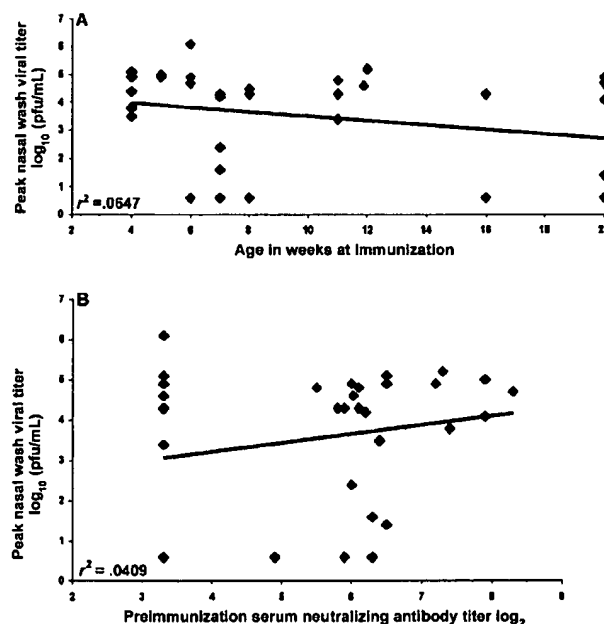 A
Peak nasal wash viral titer
log10 (pfu/mL)
7
6
5
4
3
2
1
0
r2 =.0647
2 4 6 8 10 12 14 16 18 20
Age in weeks at Immunization
B
Peak nasal wash viral titer
log10 (pfu/mL)
7
6
5
4
3
2
1
0
r2 = .0409
2 3 4 5 6 7 8 9
Preimmunization serum neutralizing antibody titer log2